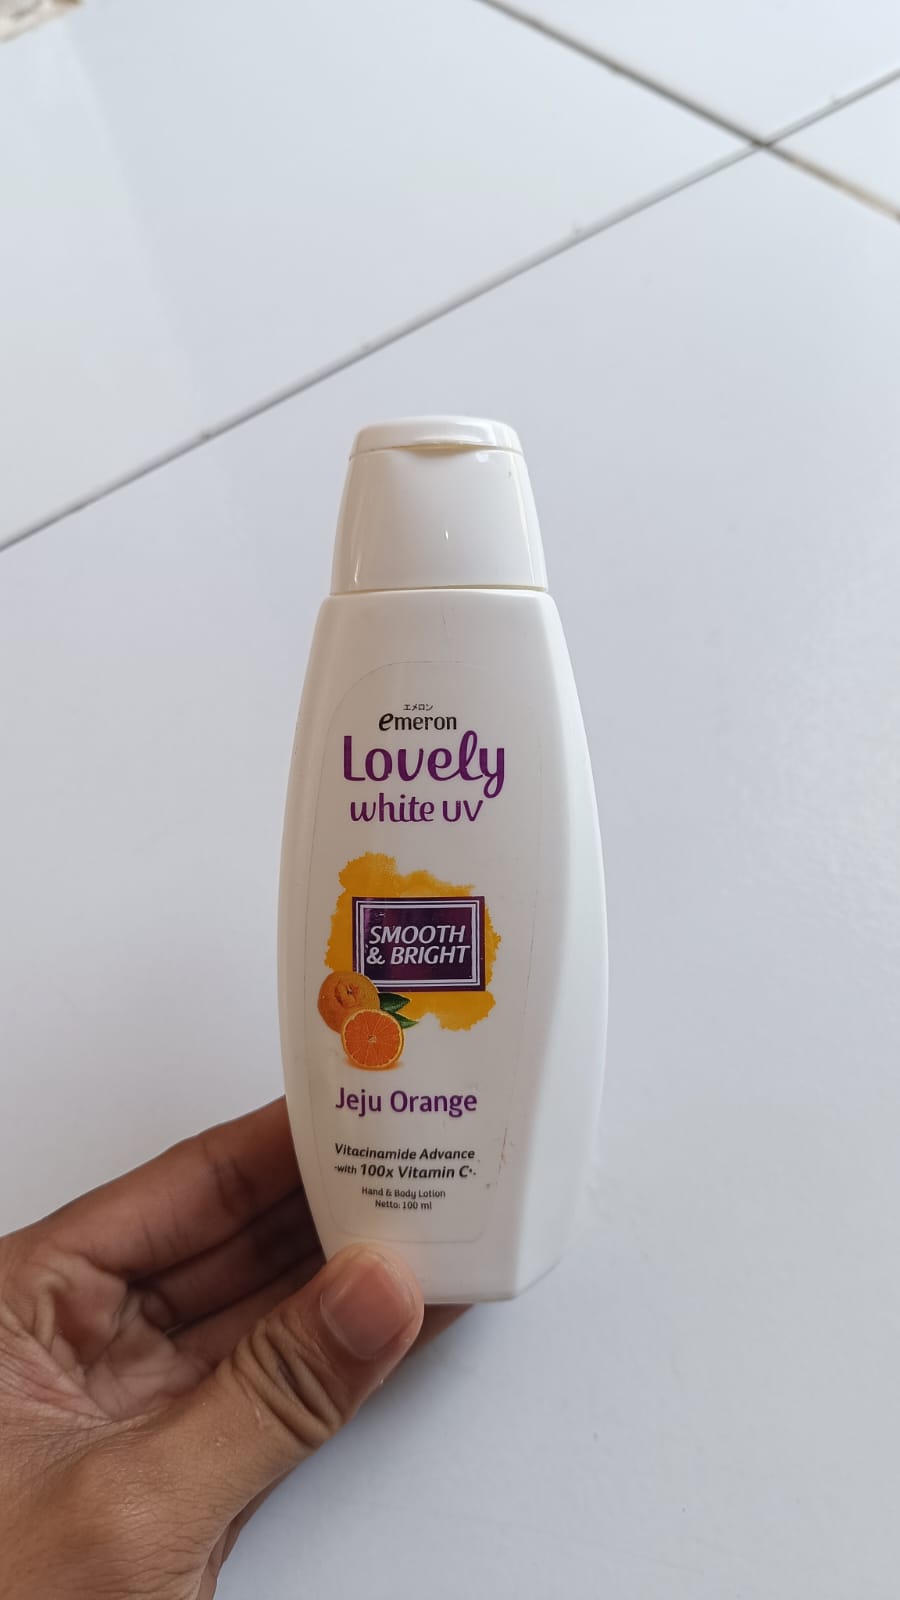 エメロン
emeron
Lovely
white UV
SMOOTH
& BRIGHT
Jeju Orange
Vitacinamide Advance
-with 100x Vitamin C*-
Hand & Body Lotion
Netto: 100 ml